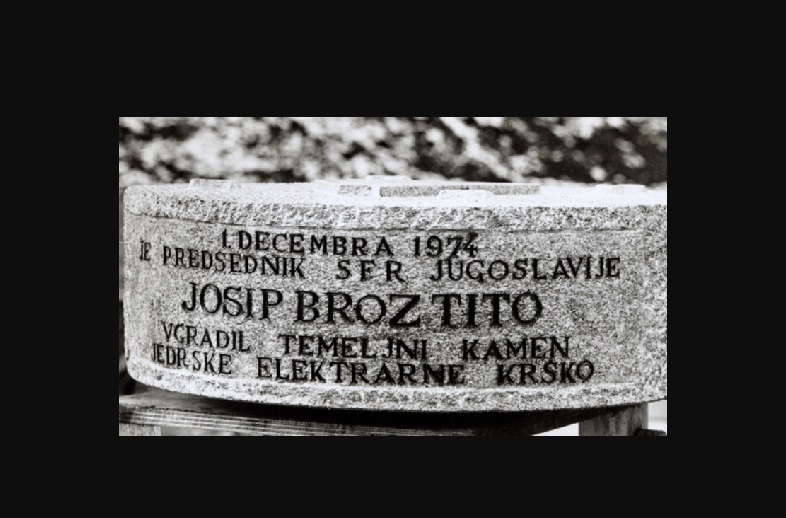 1. DECEMBRA 1974
JE PREDSEDNIK SFR JUGOSLAVIJE
JOSIP BROZ TITO
VGRADIL TEMELJNI KAMEN
JEDRSKE ELEKTRARNE KRŠKO